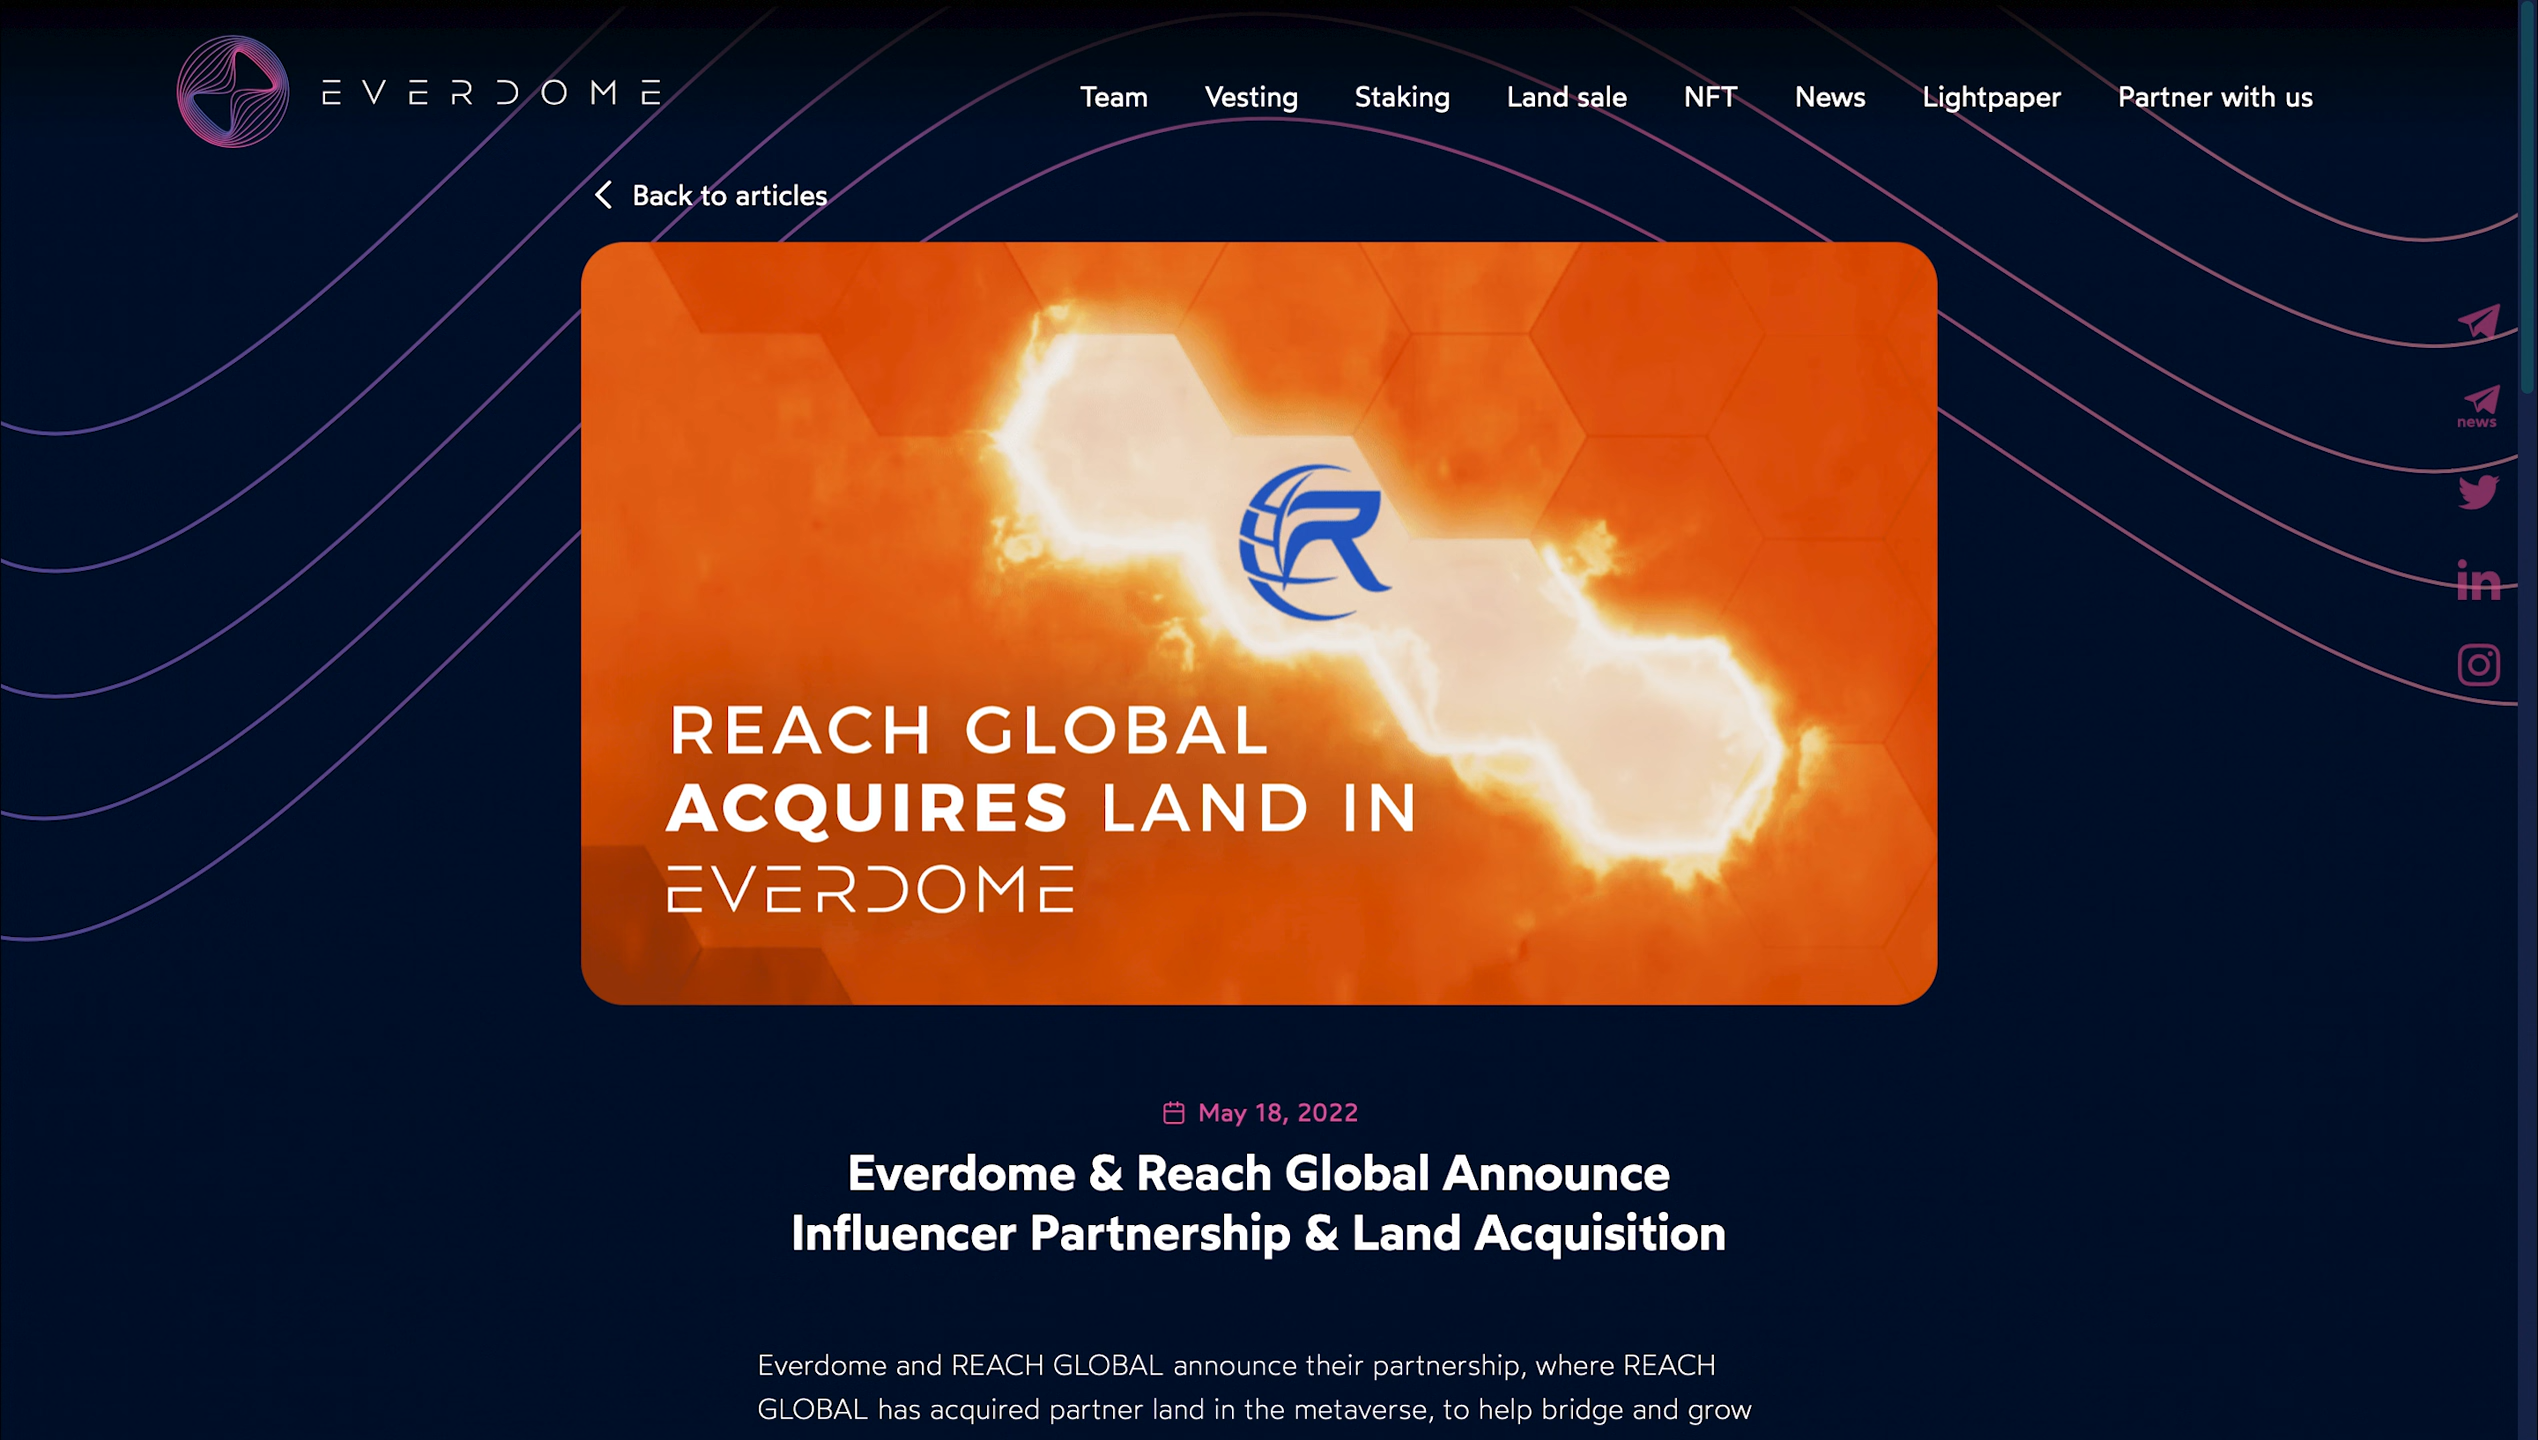 EVERDOME
Team Vesting Staking Land sale NFT News Lightpaper Partner with us
Back to articles
news
in
R
REACH GLOBAL
ACQUIRES LAND IN
EVERDOME
May 18, 2022
Everdome & Reach Global Announce
Influencer Partnership & Land Acquisition
Everdome and REACH GLOBAL announce their partnership, where REACH
GLOBAL has acquired partner land in the metaverse, to help bridge and grow